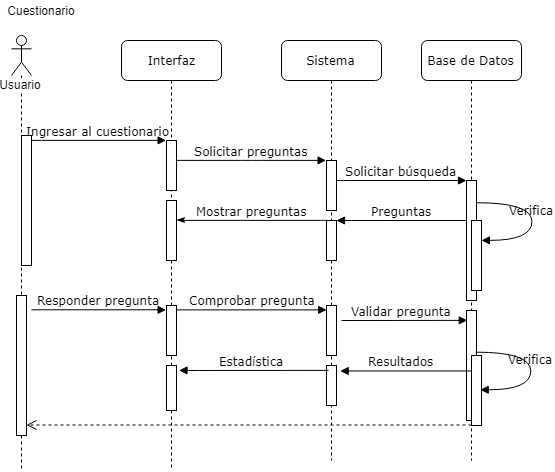 Cuestionario
Usuario
Interfaz
Sistema
Base de Datos
Ingresar al cuestionario
Solicitar preguntas
Solicitar búsqueda
Verifica
Mostrar preguntas
Preguntas
Responder pregunta
Comprobar pregunta
Validar pregunta
Verifica
Estadística
Resultados